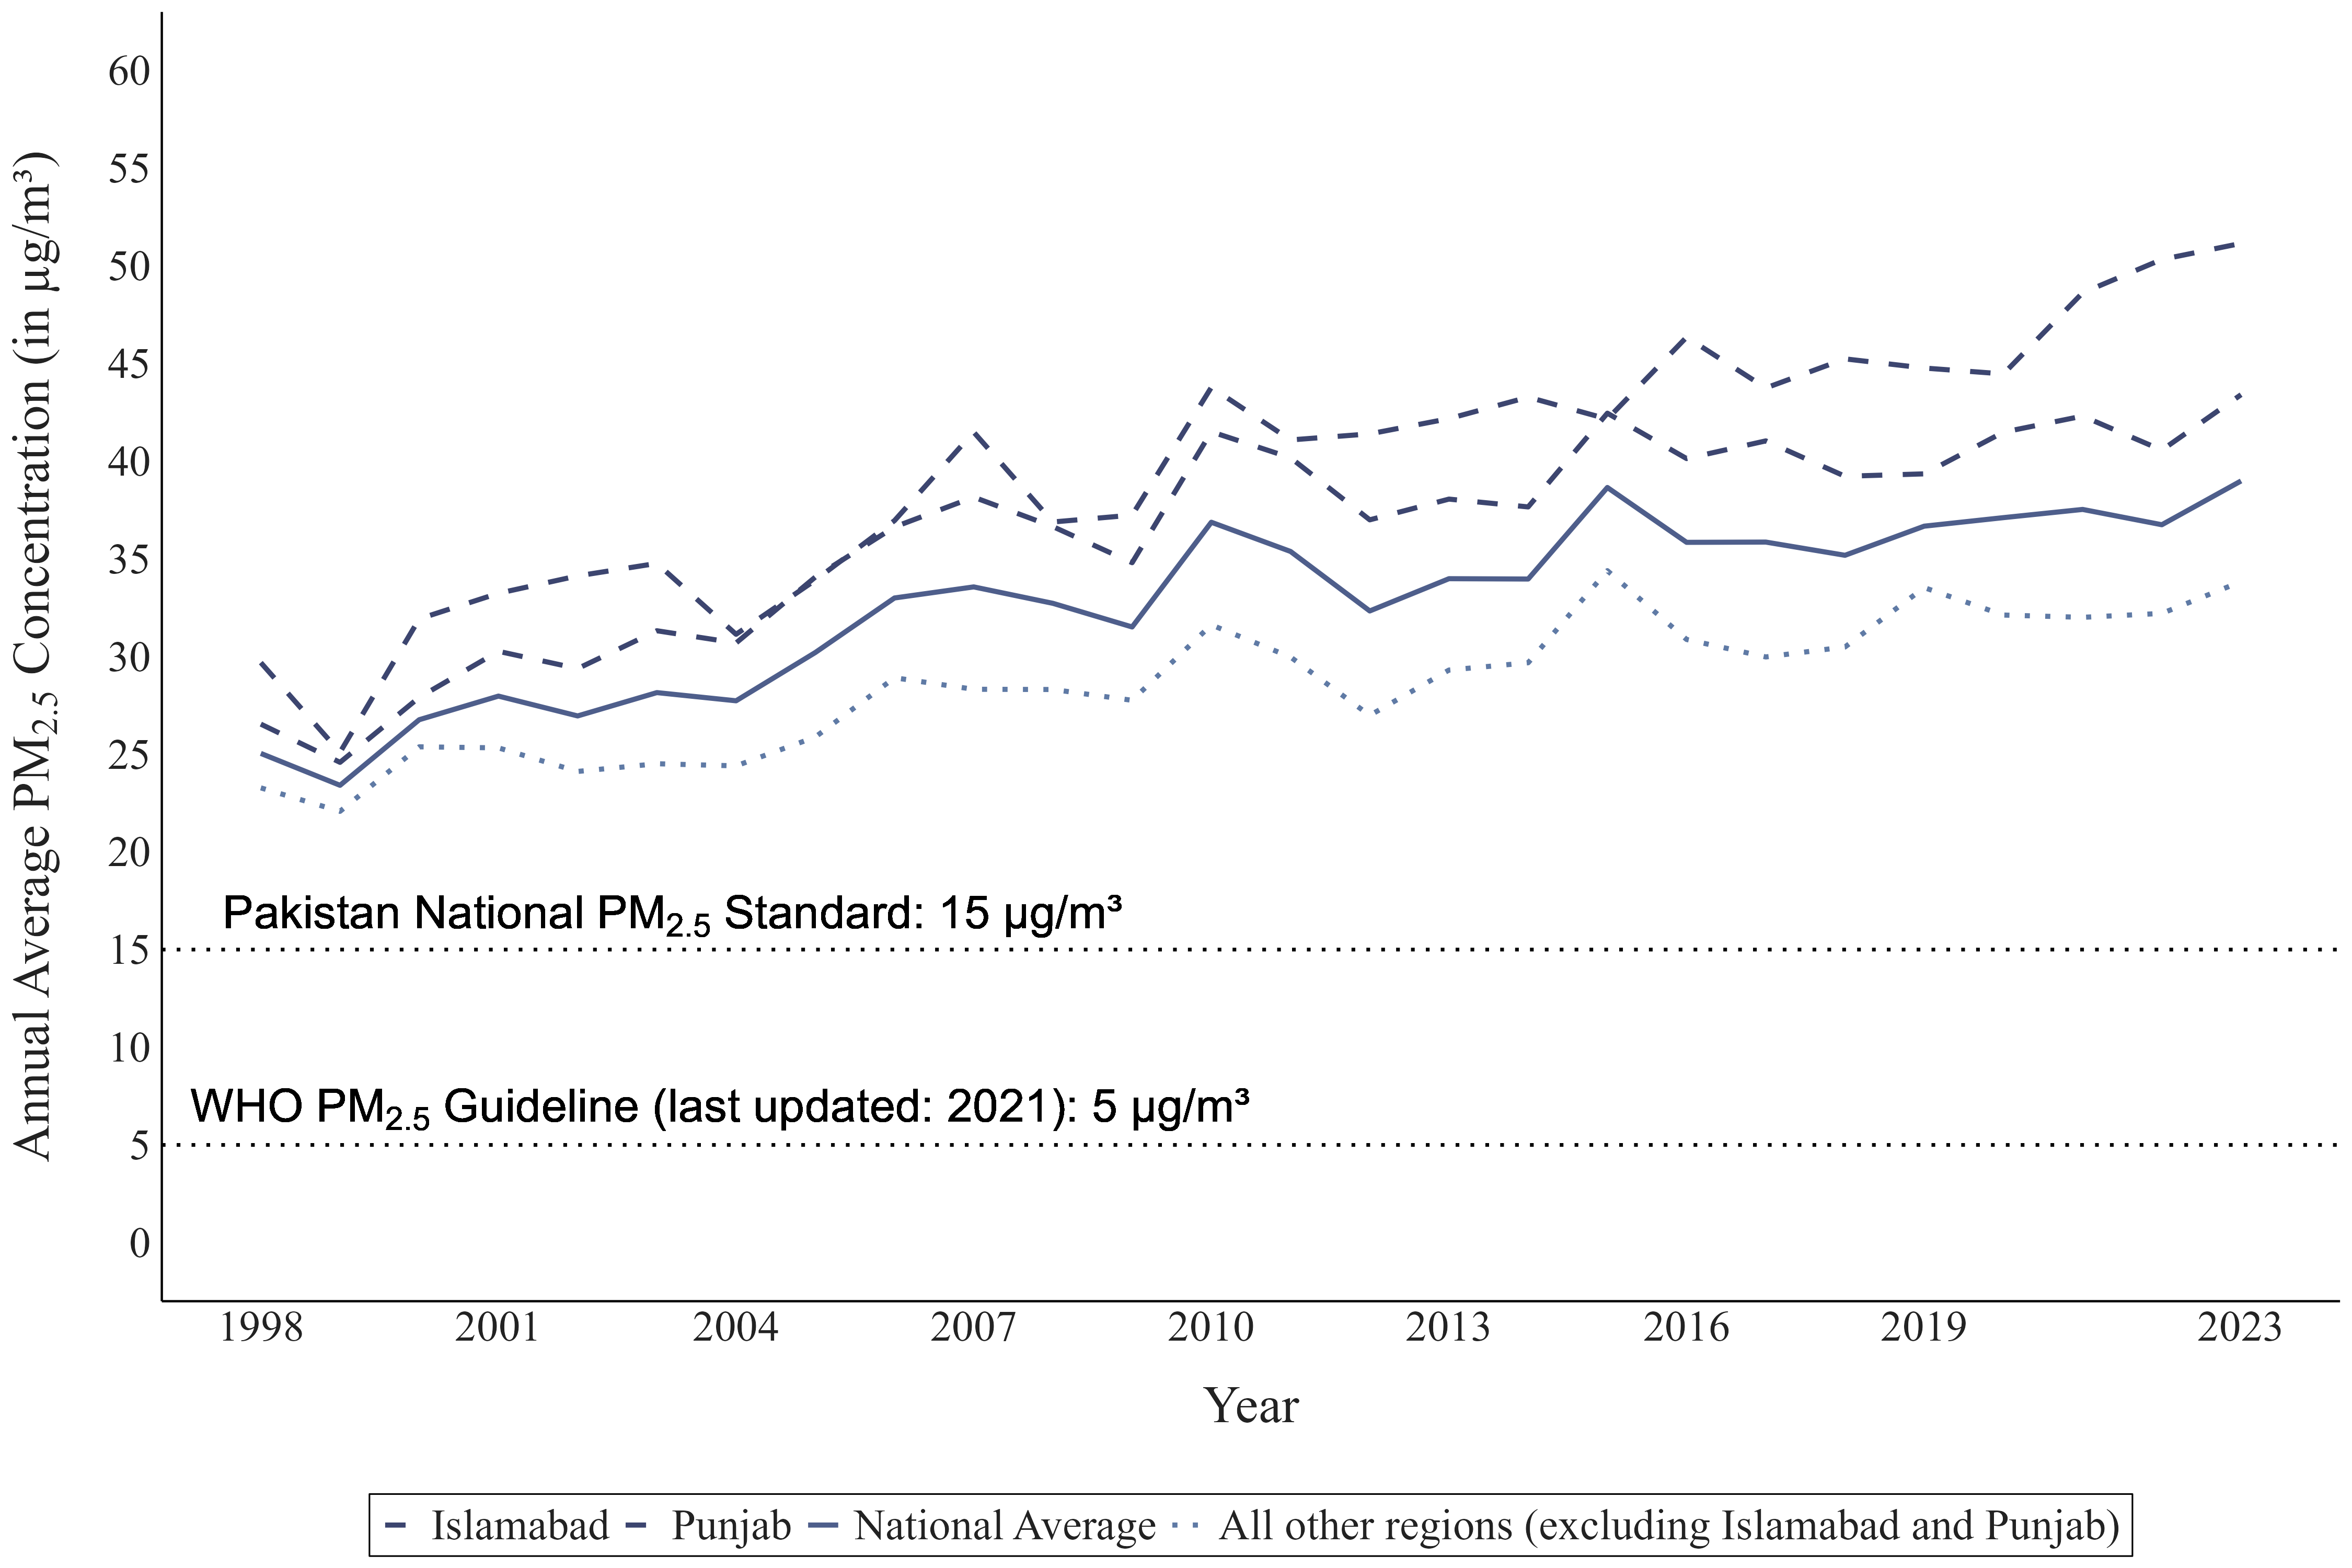 Annual Average PM2.5 Concentration (in µg/m³)
60
55
50
45
40
35
30
25
20
15
10
5
0
Pakistan National PM2.5 Standard: 15 µg/m³
WHO PM2.5 Guideline (last updated: 2021): 5 µg/m³
1998 2001 2004 2007 2010 2013 2016 2019 2023
Year
Islamabad Punjab National Average All other regions (excluding Islamabad and Punjab)